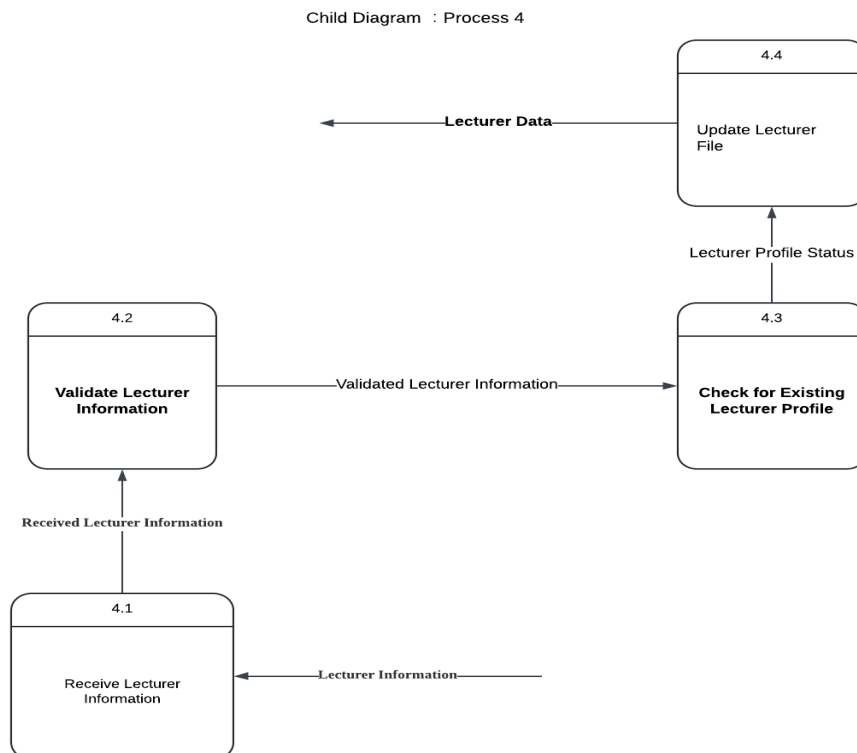 Child Diagram : Process 4
4.4
Update Lecturer
File
Lecturer Data
Lecturer Profile Status
4.2
Validate Lecturer
Information
Validated Lecturer Information
4.3
Check for Existing
Lecturer Profile
Received Lecturer Information
4.1
Receive Lecturer
Information
Lecturer Information